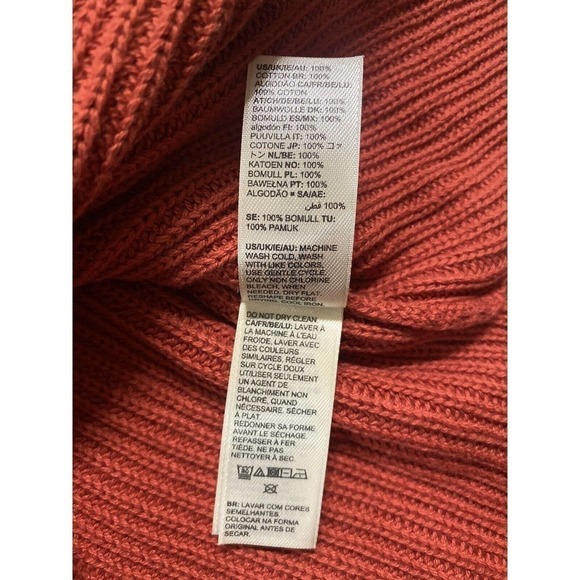 US/UK/IE/AU: 100%
COTTON BR: 100%
ALGODÃO CA/FR/BE/LU:
100% COTON
AT/CH/DE/BE/LU: 100%
BAUMWOLLE DK: 100%
BOMULD ES/MX: 100%
algodón FI: 100%
PUUVILLA IT: 100%
COTONE JP: 100% コッ
トン NL/BE: 100%
KATOEN NO: 100%
BOMULL PL: 100%
BAWEŁNA PT: 100%
ALGODÃO SA/AE:
100% قطن
SE: 100% BOMULL TU:
100% PAMUK
US/UK/IE/AU: MACHINE
WASH COLD, WASH
WITH LIKE COLORS,
USE GENTLE CYCLE,
ONLY NON CHLORINE
BLEACH, WHEN
NEEDED, DRY FLAT,
RESHAPE BEFORE
DRYING, COOL IRON,
DO NOT DRY CLEAN
CA/FR/BE/LU: LAVER À
LA MACHINE À L'EAU
FROIDE, LAVER AVEC
DES COULEURS
SIMILAIRES, RÉGLER
SUR CYCLE DOUX
UTILISER SEULEMENT
UN AGENT DE
BLANCHIMENT NON
CHLORÉ, QUAND
NÉCESSAIRE. SÉCHER
À PLAT.
REDONNER SA FORME
AVANT LE SÉCHAGE.
REPASSER À FER
TIÈDE, NE PAS
NETTOYER À SEC.
BR: LAVAR COM CORES
SEMELHANTES.
COLOCAR NA FORMA
ORIGINAL ANTES DE
SECAR.